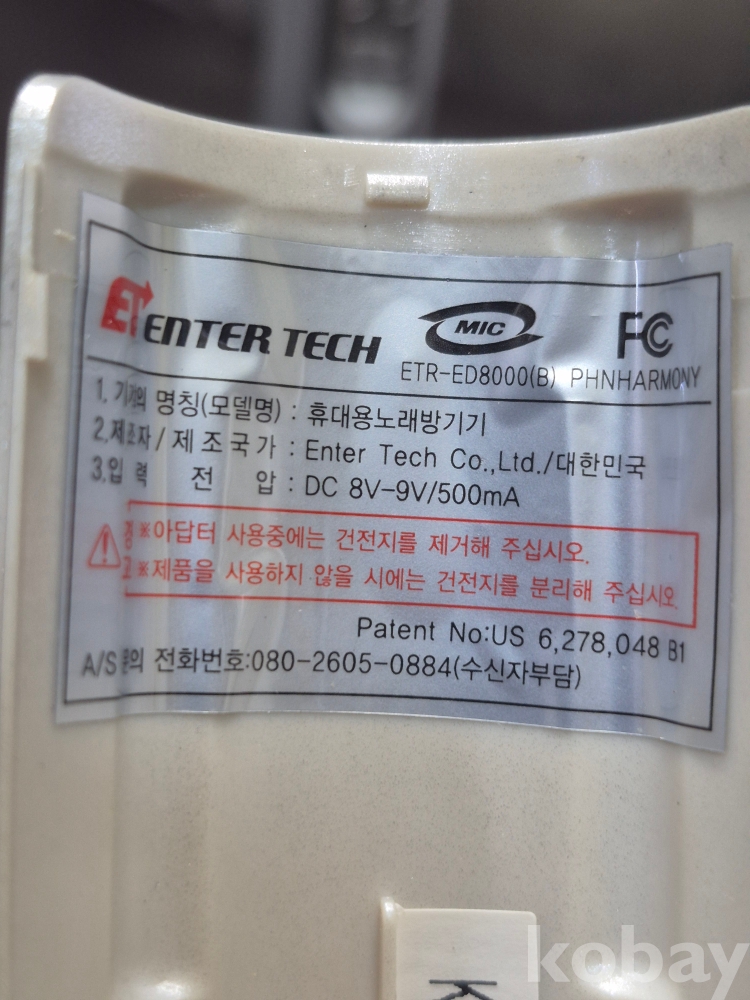 ET ENTER TECH MIC FC
ETR-ED8000(B) PHNHARMONY
1. 기기의 명칭(모델명) : 휴대용노래방기기
2.제조자/제조국가 : Enter Tech Co.,Ltd./대한민국
3.입력 전압 : DC 8V-9V/500mA
경 ※아답터 사용중에는 건전지를 제거해 주십시오.
고 ※제품을 사용하지 않을 시에는 건전지를 분리해 주십시오.
Patent No:US 6,278,048 B1
A/S 문의 전화번호:080-2605-0884(수신자부담)
K
kobay